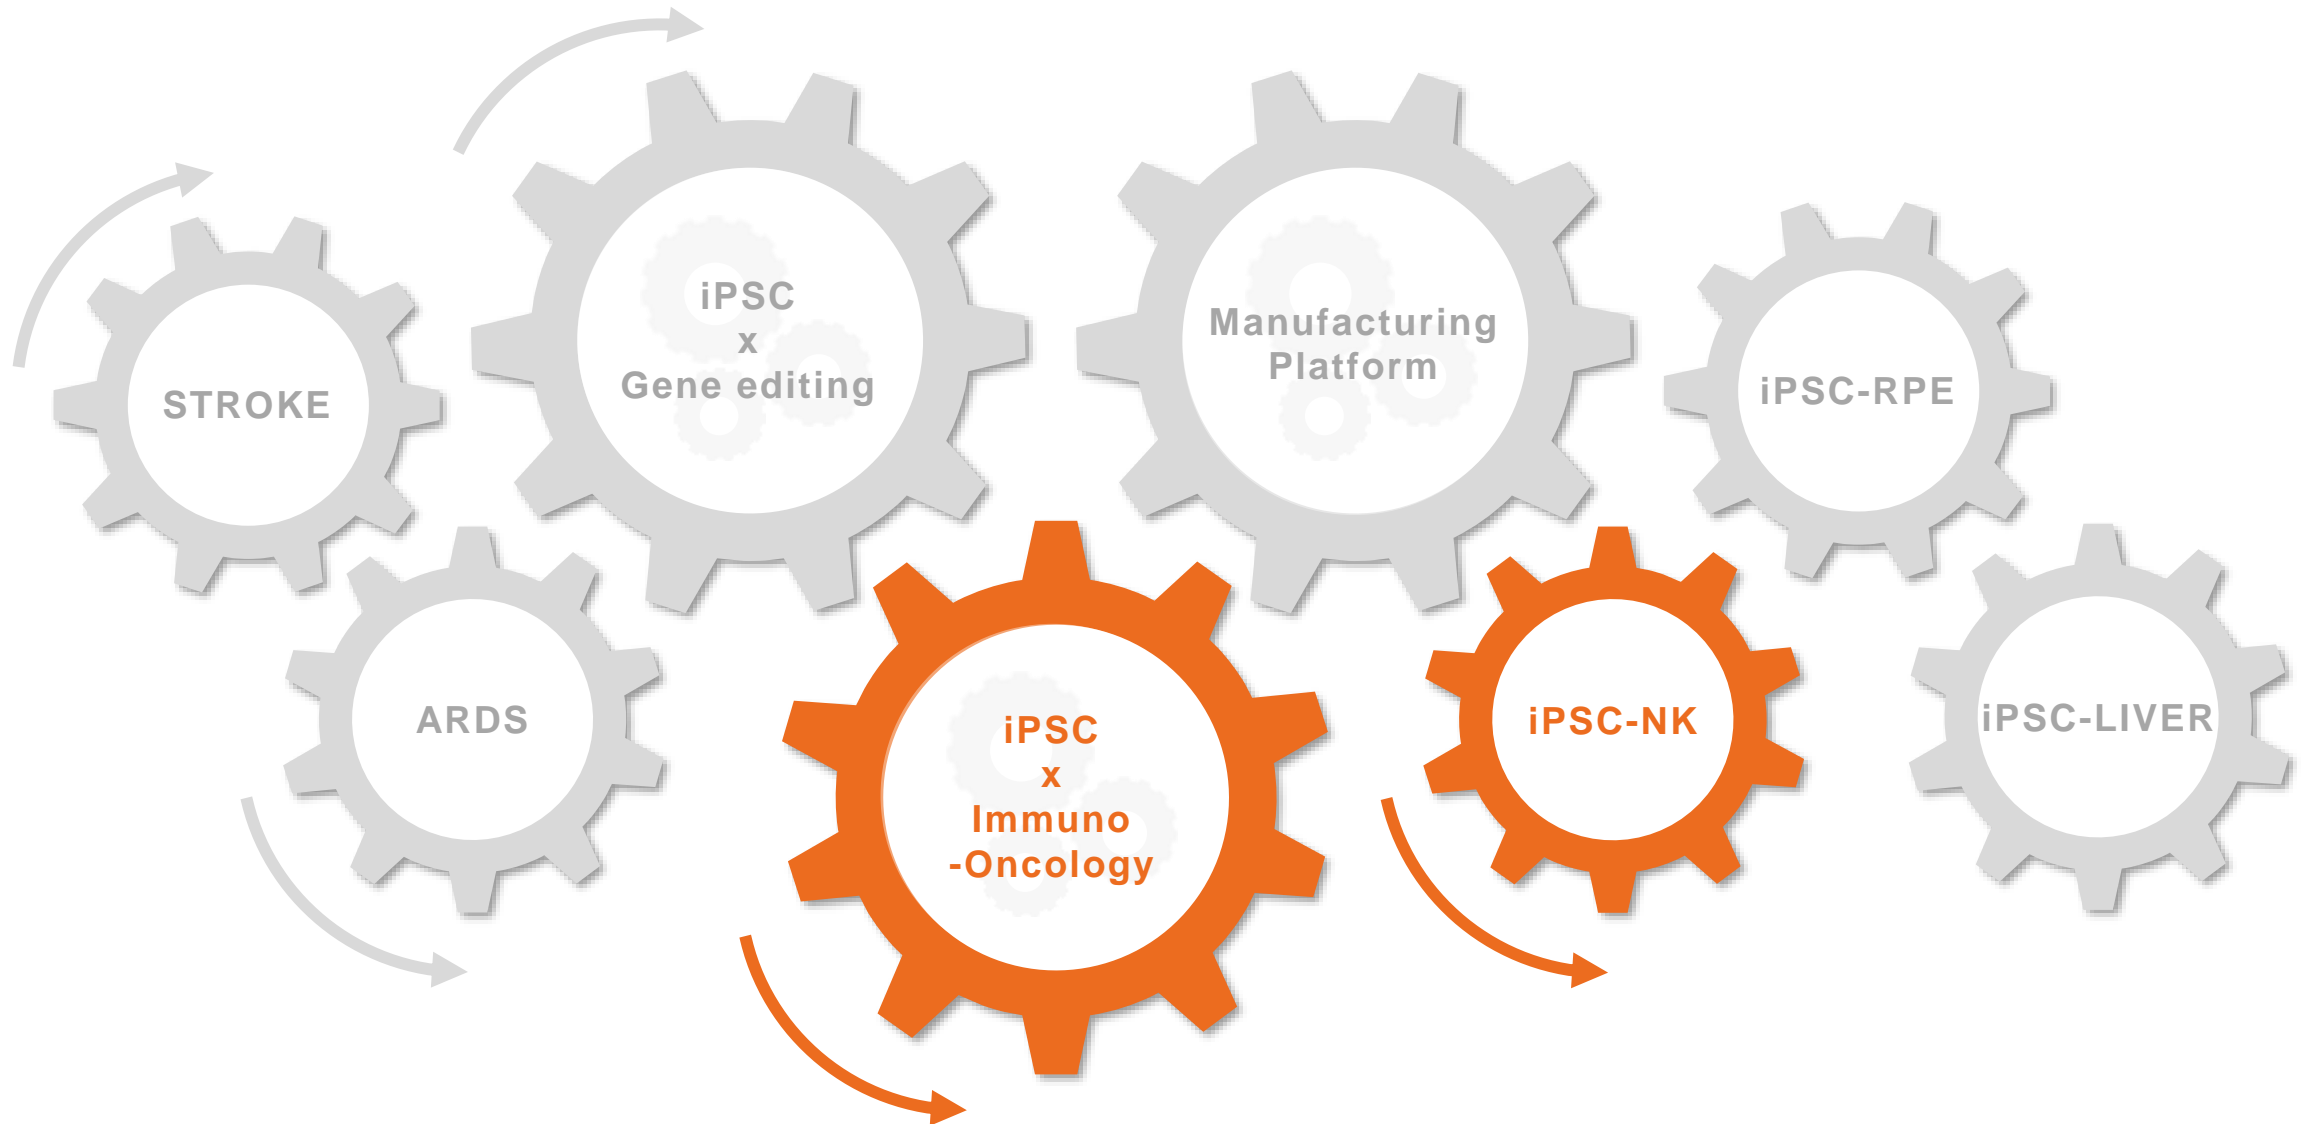 STROKE
iPSC
x
Gene editing
Manufacturing
Platform
iPSC-RPE
ARDS
iPSC
x
Immuno
-Oncology
iPSC-NK
iPSC-LIVER